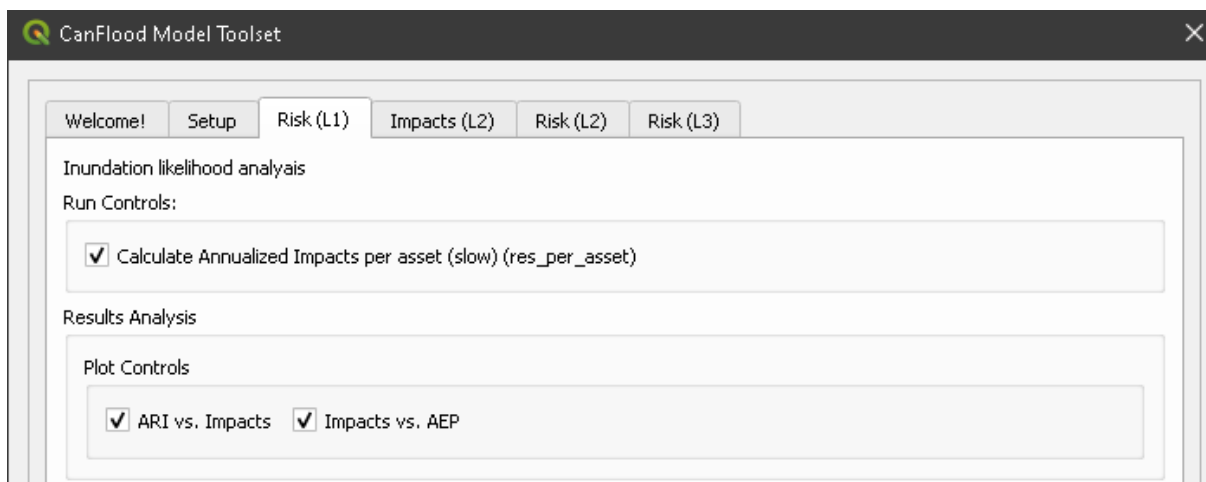 CanFlood Model Toolset
Welcome! Setup Risk (L1) Impacts (L2) Risk (L2) Risk (L3)
Inundation likelihood analyais
Run Controls:
Calculate Annualized Impacts per asset (slow) (res_per_asset)
Results Analysis
Plot Controls
ARI vs. Impacts Impacts vs. AEP